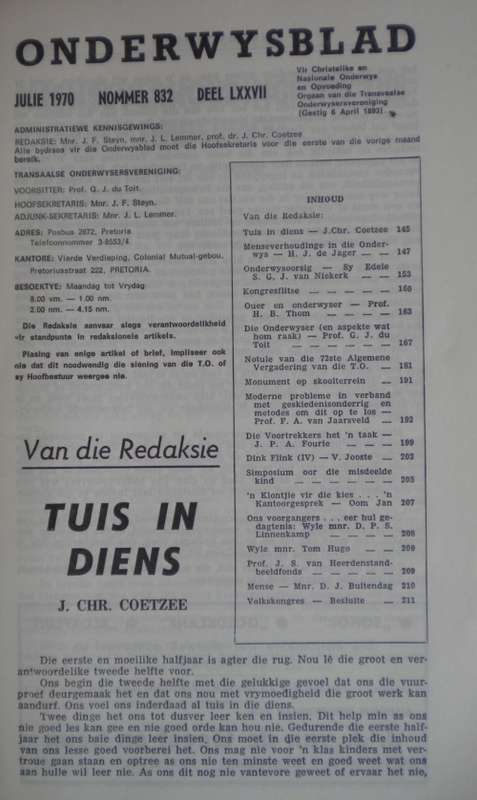 ONDERWYSBLAD
JULIE 1970 NOMMER 832 DEEL LXXVII
Vir Christelike en
Nasionale Onderwys
en Opvoeding
Orgaan van die Transvaalse
Onderwysersvereniging
(Gestig 6 April 1893)
ADMINISTRATIEWE KENNISGEWINGS:
REDAKSIE: Mnr. J. F. Steyn, mnr. J. L. Lemmer, prof. dr. J. Chr. Coetzee
Alle bydraes vir die Onderwysblad moet die Hoofsekretaris voor die eerste van die vorige maand
bereik.
TRANSAALSE ONDERWYSERSVERENIGING:
VOORSITTER: Prof. G. J. du Toit.
HOOFSEKRETARIS: Mnr. J. F. Steyn.
ADJUNK-SEKRETARIS: Mnr. J. L. Lemmer.
ADRES: Posbus 2872, Pretoria
Telefoonnommer 3-8553/4
KANTORE: Vierde Verdieping, Colonial Mutual-gebou,
Pretoriusstraat 222, PRETORIA.
BESOEKTYE: Maandag tot Vrydag
8.00 vm. — 1.00 nm.
2.00 nm. — 4.15 nm.
Die Redaksie aanvaar slegs verantwoordelikheid
vir standpunte in redaksionele artikels.
Plasing van enige artikel of brief, impliseer ook
nie dat dit noodwendig die siening van die T.O. of
sy Hoofbestuur weergee nie.
INHOUD
Van die Redaksie:
Tuis in diens — J.Chr. Coetzee 145
Menseverhoudinge in die Onder-
wys — H. J. de Jager — — 147
Onderwysoorsig — Sy Edele
S. G. J. van Niekerk — — 153
Kongresflitse — — — — — 160
Ouer en onderwyser — Prof.
H. B. Thom — — — — — 163
Die Onderwyser (en aspekte wat
hom raak) — Prof. G. J. du
Toit — — — — — — — 167
Notule van die 72ste Algemene
Vergadering van die T.O. — 181
Monument op skoolterrein — 191
Moderne probleme in verband
met geskiedenisonderrig en
metodes om dit op te los —
Prof. F. A. van Jaarsveld — 192
Die Voortrekkers het 'n taak —
J. P. A. Fourie — — — — 199
Dink Flink (IV) — V. Jooste — 203
Simposium oor die misdeelde
kind — — — — — — — 205
'n Klontjie vir die kies . . . 'n
Kantoorgesprek — Oom Jan 207
Ons voorgangers . . . eer hul ge-
dagtenis: Wyle mnr. D. P. S.
Linnenkamp — — — — — 208
Wyle mnr. Tom Hugo — — 209
Prof. J. S. van Heerdenstand-
beeldfonds — — — — — 209
Mense — Mnr. D. J. Buitendag 210
Volkskongres — Besluite — 211
Van die Redaksie
TUIS IN
DIENS
J. CHR. COETZEE
Die eerste en moeilike halfjaar is agter die rug. Nou lê die groot en ver-
antwoordelike tweede helfte voor.
Ons begin die tweede helfte met die gelukkige gevoel dat ons die vuur-
proef deurgemaak het en dat ons nou met vrymoedigheid die groot werk kan
aandurf. Ons voel ons inderdaad al tuis in die diens.
Twee dinge het ons tot dusver leer ken en insien. Dit help min as ons
nie goed les kan gee en nie goed orde kan hou nie. Gedurende die eerste half-
jaar het ons baie dinge leer insien. Ons moet in die eerste plek die inhoud
van ons lesse goed voorberei het. Ons mag nie voor 'n klas kinders met ver-
troue gaan staan en optree as ons nie ten minste weet en goed weet wat ons
aan hulle wil leer nie. As ons dit nog nie vantevore geweet of ervaar het nie,